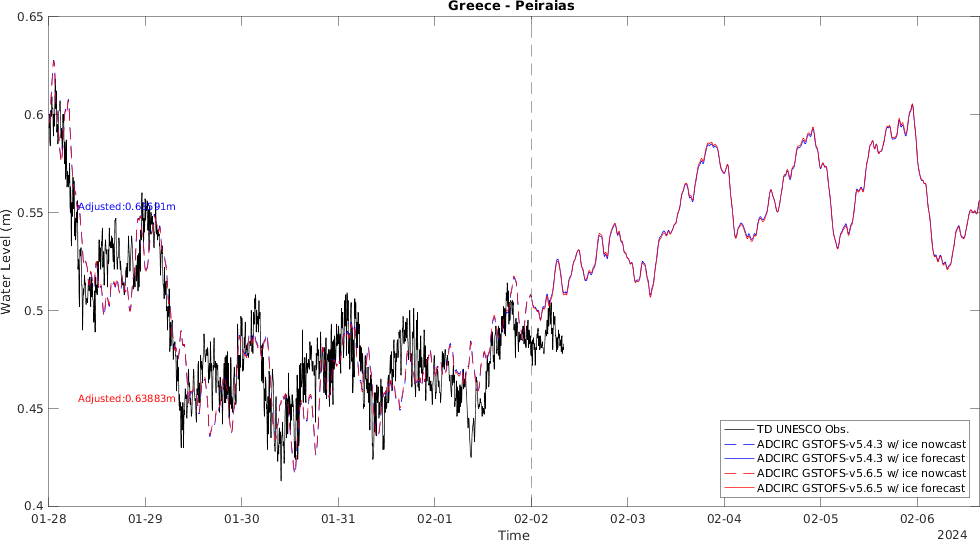 Greece - Peiraias
0.65
0.6
0.55
0.5
0.45
0.4
Water Level (m)
Adjusted:0.63883m
TD UNESCO Obs.
ADCIRC GSTOFS-v5.4.3 w/ ice nowcast
ADCIRC GSTOFS-v5.4.3 w/ ice forecast
ADCIRC GSTOFS-v5.6.5 w/ ice nowcast
ADCIRC GSTOFS-v5.6.5 w/ ice forecast
01-28 01-29 01-30 01-31 02-01 02-02 02-03 02-04 02-05 02-06
Time
2024